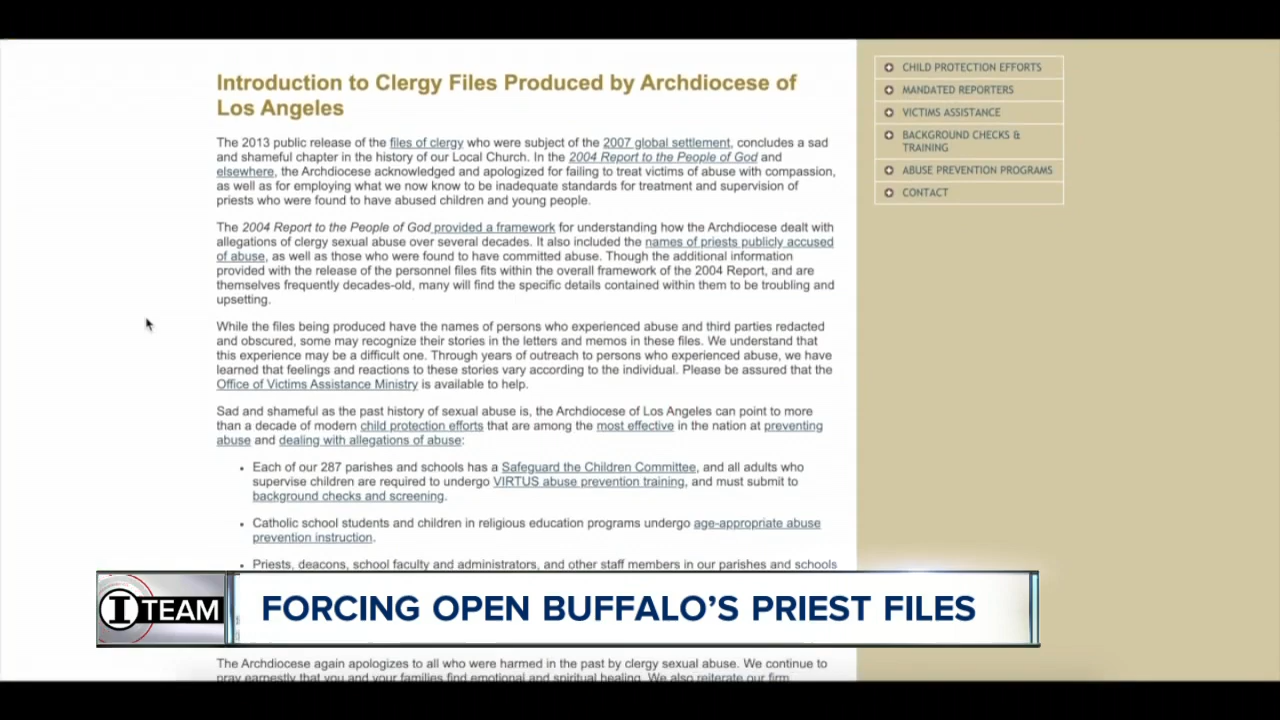 Introduction to Clergy Files Produced by Archdiocese of
Los Angeles
The 2013 public release of the files of clergy who were subject of the 2007 global settlement, concludes a sad
and shameful chapter in the history of our Local Church. In the 2004 Report to the People of God and
elsewhere, the Archdiocese acknowledged and apologized for failing to treat victims of abuse with compassion,
as well as for employing what we now know to be inadequate standards for treatment and supervision of
priests who were found to have abused children and young people.
The 2004 Report to the People of God provided a framework for understanding how the Archdiocese dealt with
allegations of clergy sexual abuse over several decades. It also included the names of priests publicly accused
of abuse, as well as those who were found to have committed abuse. Though the additional information
provided with the release of the personnel files fits within the overall framework of the 2004 Report, and are
themselves frequently decades-old, many will find the specific details contained within them to be troubling and
upsetting.
While the files being produced have the names of persons who experienced abuse and third parties redacted
and obscured, some may recognize their stories in the letters and memos in these files. We understand that
this experience may be a difficult one. Through years of outreach to persons who experienced abuse, we have
learned that feelings and reactions to these stories vary according to the individual. Please be assured that the
Office of Victims Assistance Ministry is available to help.
Sad and shameful as the past history of sexual abuse is, the Archdiocese of Los Angeles can point to more
than a decade of modern child protection efforts that are among the most effective in the nation at preventing
abuse and dealing with allegations of abuse:
• Each of our 287 parishes and schools has a Safeguard the Children Committee, and all adults who
supervise children are required to undergo VIRTUS abuse prevention training, and must submit to
background checks and screening.
• Catholic school students and children in religious education programs undergo age-appropriate abuse
prevention instruction.
• Priests, deacons, school faculty and administrators, and other staff members in our parishes and schools
The Archdiocese again apologizes to all who were harmed in the past by clergy sexual abuse. We continue to
pray earnestly that you and your families find emotional and spiritual healing. We also reiterate our firm
CHILD PROTECTION EFFORTS
MANDATED REPORTERS
VICTIMS ASSISTANCE
BACKGROUND CHECKS &
TRAINING
ABUSE PREVENTION PROGRAMS
CONTACT
I TEAM
FORCING OPEN BUFFALO'S PRIEST FILES